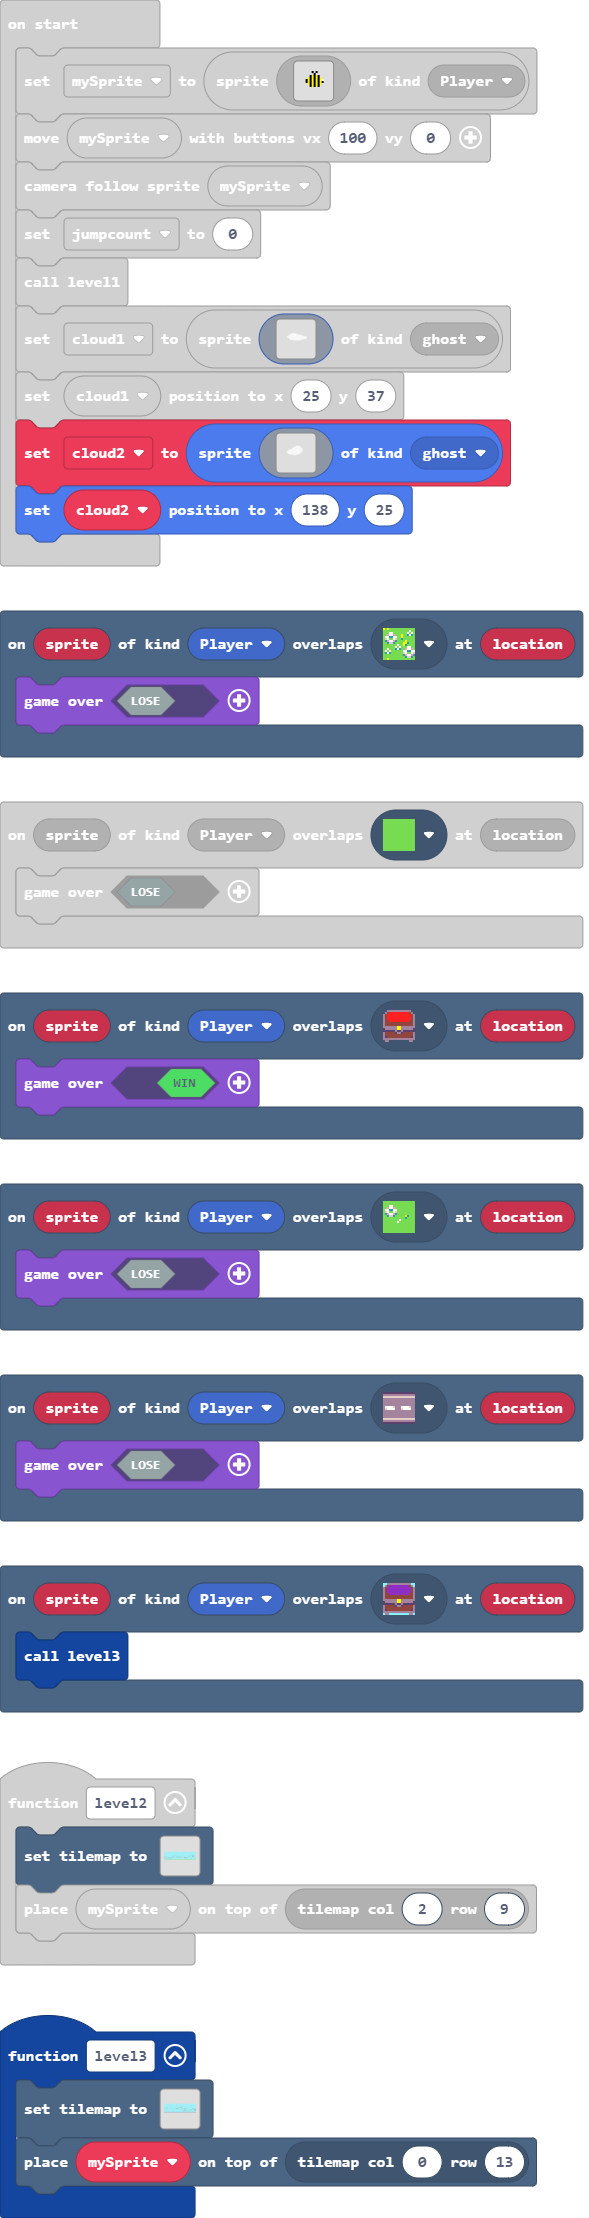 on start
set mySprite to sprite of kind Player
move mySprite with buttons vx 100 vy 0
camera follow sprite mySprite
set jumpcount to 0
call level1
set cloud1 to sprite of kind ghost
set cloud1 position to x 25 y 37
set cloud2 to sprite of kind ghost
set cloud2 position to x 138 y 25
on sprite of kind Player overlaps at location
game over LOSE
on sprite of kind Player overlaps at location
game over LOSE
on sprite of kind Player overlaps at location
game over WIN
on sprite of kind Player overlaps at location
game over LOSE
on sprite of kind Player overlaps at location
game over LOSE
on sprite of kind Player overlaps at location
call level3
function level2
set tilemap to
place mySprite on top of tilemap col 2 row 9
function level3
set tilemap to
place mySprite on top of tilemap col 0 row 13